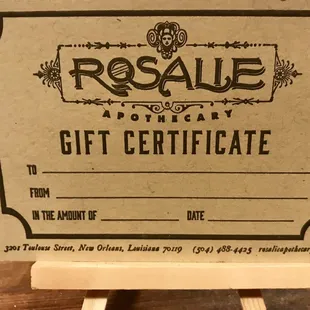 ROSALIE
APOTHECARY
GIFT CERTIFICATE
TO
FROM
IN THE AMOUNT OF DATE
3201 Toulouse Street, New Orleans, Louisiana 70119 (504) 488-4425 rosalieapothecar